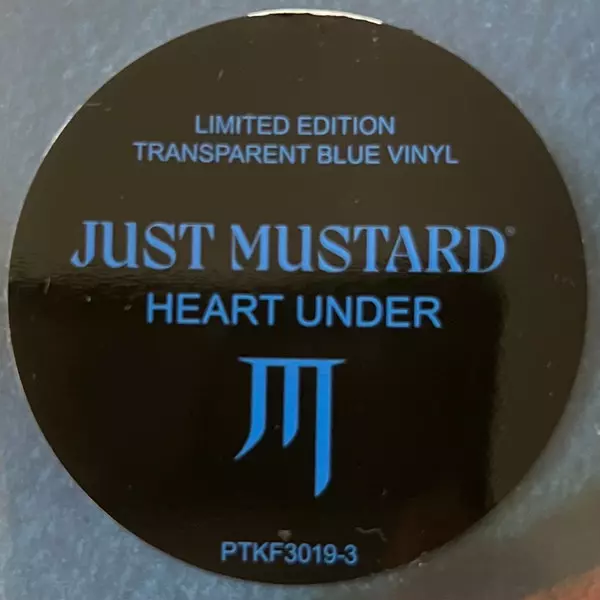 LIMITED EDITION
TRANSPARENT BLUE VINYL
JUST MUSTARD®
HEART UNDER
PTKF3019-3